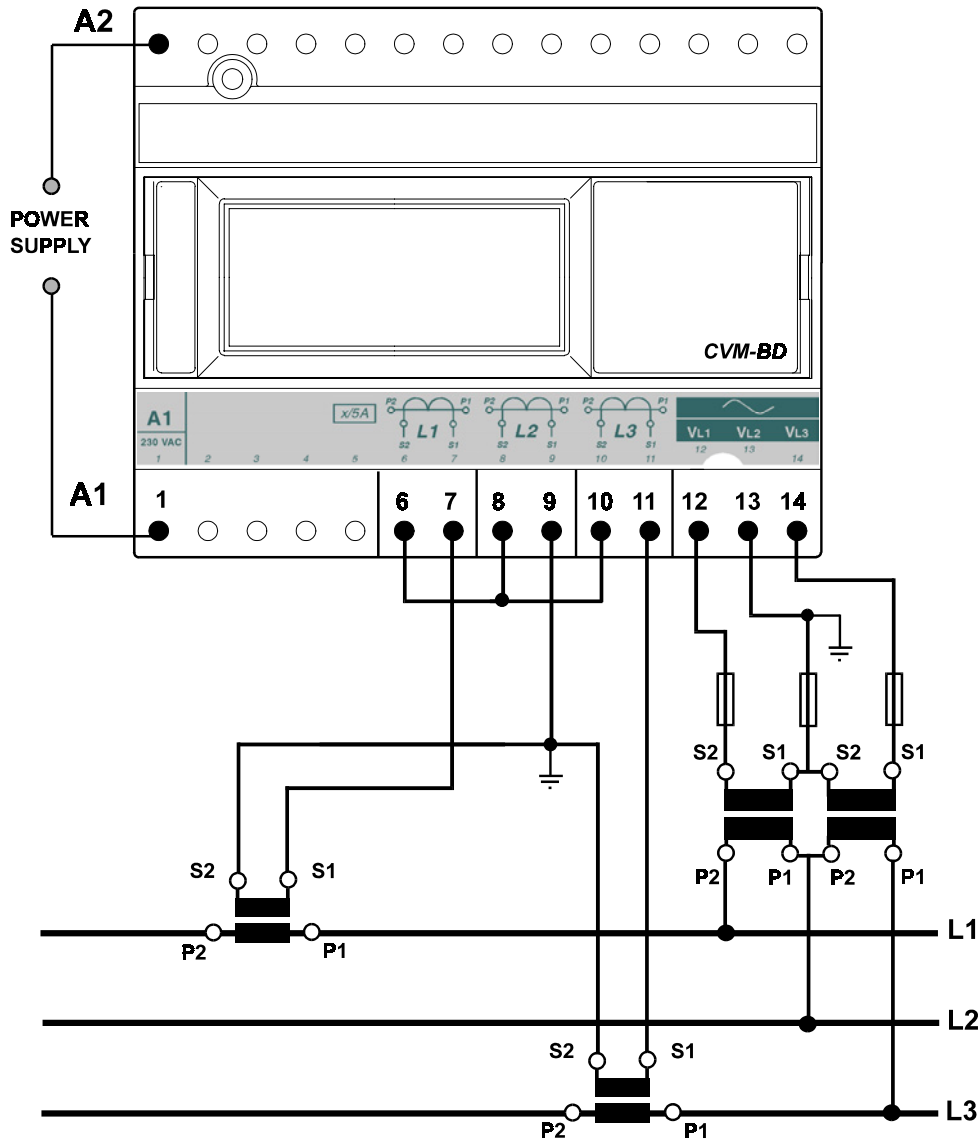 A2
POWER
SUPPLY
CVM-BD
A1
230 VAC
x/5A
P2 P1 P2 P1 P2 P1
L1 L2 L3
S2 S1 S2 S1 S2 S1
VL1 VL2 VL3
1 2 3 4 5 6 7 8 9 10 11 12 13 14
A1
1 6 7 8 9 10 11 12 13 14
S2 S1 S2 S1
P2 P1 P2 P1
S2 S1
P2 P1
L1
L2
S2 S1
P2 P1
L3